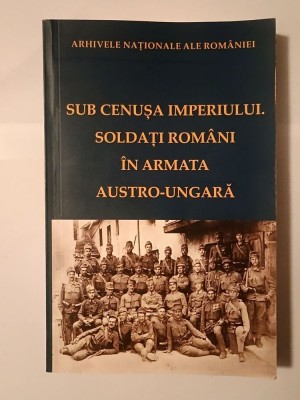 ARHIVELE NAȚIONALE ALE ROMÂNIEI
SUB CENUȘA IMPERIULUI.
SOLDAȚI ROMÂNI
ÎN ARMATA
AUSTRO-UNGARĂ